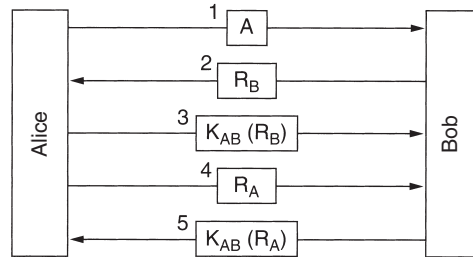 Alice
Bob
1 A
2 R_B
3 K_AB (R_B)
4 R_A
5 K_AB (R_A)